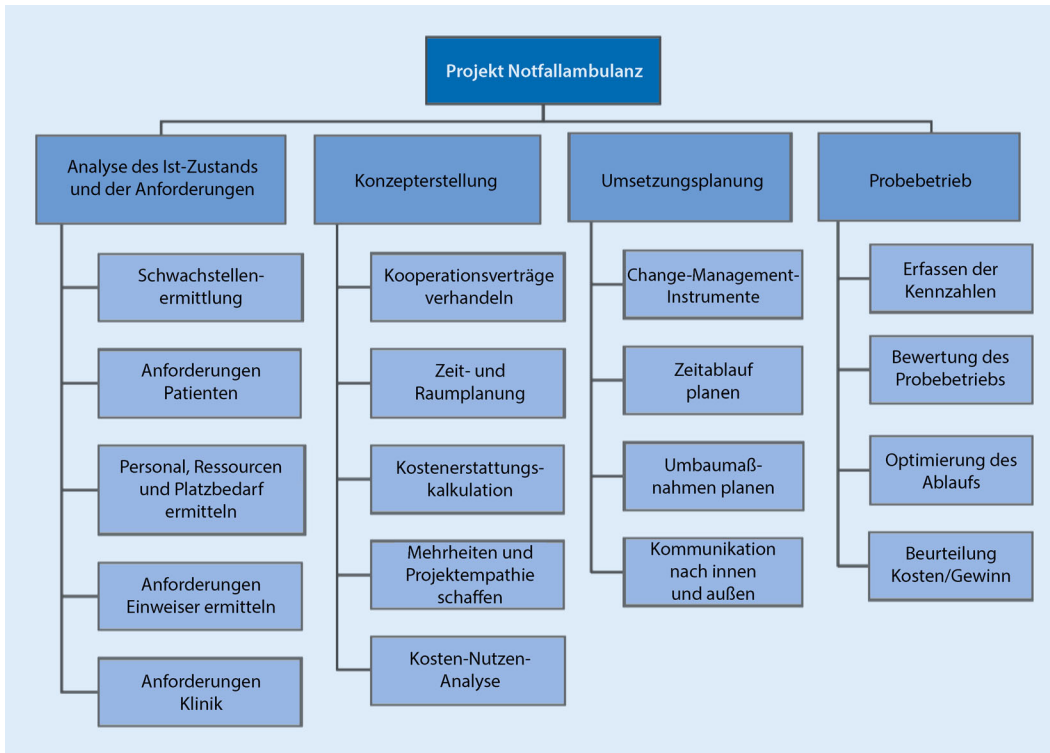 Projekt Notfallambulanz
Analyse des Ist-Zustands
und der Anforderungen
Schwachstellen-
ermittlung
Anforderungen
Patienten
Personal, Ressourcen
und Platzbedarf
ermitteln
Anforderungen
Einweiser ermitteln
Anforderungen
Klinik
Konzepterstellung
Kooperationsverträge
verhandeln
Zeit- und
Raumplanung
Kostenerstattungs-
kalkulation
Mehrheiten und
Projektempathie
schaffen
Kosten-Nutzen-
Analyse
Umsetzungsplanung
Change-Management-
Instrumente
Zeitablauf
planen
Umbaumaß-
nahmen planen
Kommunikation
nach innen
und außen
Probebetrieb
Erfassen der
Kennzahlen
Bewertung des
Probebetriebs
Optimierung des
Ablaufs
Beurteilung
Kosten/Gewinn